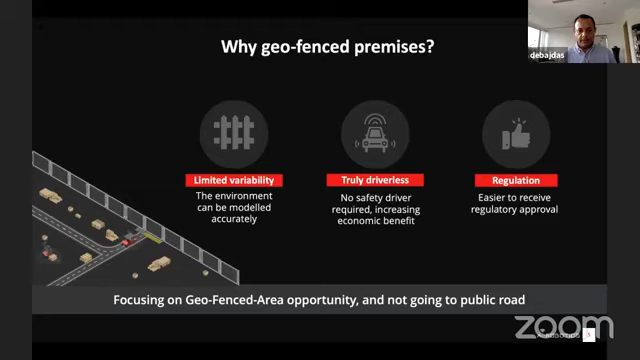 Why geo-fenced premises?
debajdas
Limited variability
The environment
can be modelled
accurately
Truly driverless
No safety driver
required, increasing
economic benefit
Regulation
Easier to receive
regulatory approval
Focusing on Geo-Fenced-Area opportunity, and not going to public road
zoom